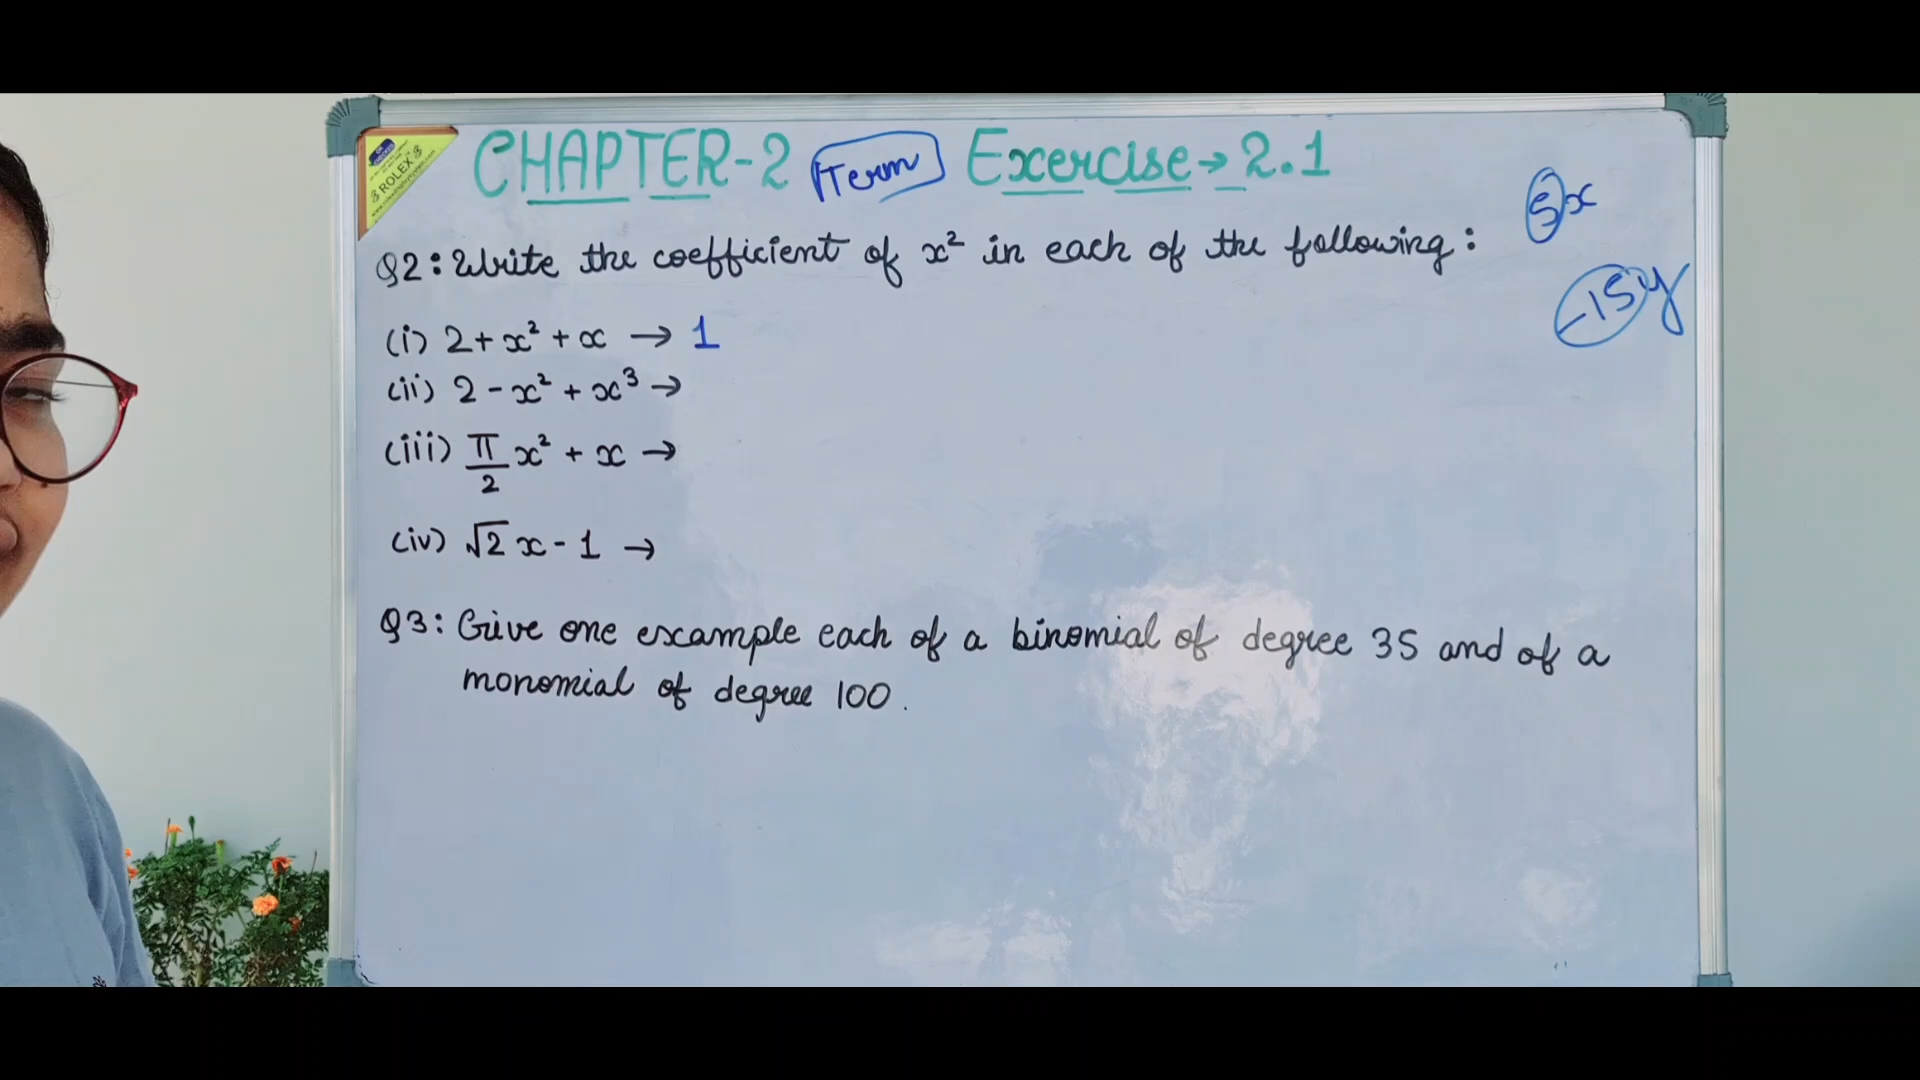 CHAPTER-2 Term Exercise→2.1
ROLEX
5x
Q2: Write the coefficient of x² in each of the following:
-15y
(i) 2+ x² + x → 1
(ii) 2 - x² + x³ →
(iii) π/2 x² + x →
(iv) √2 x - 1 →
Q3: Give one example each of a binomial of degree 35 and of a
monomial of degree 100.